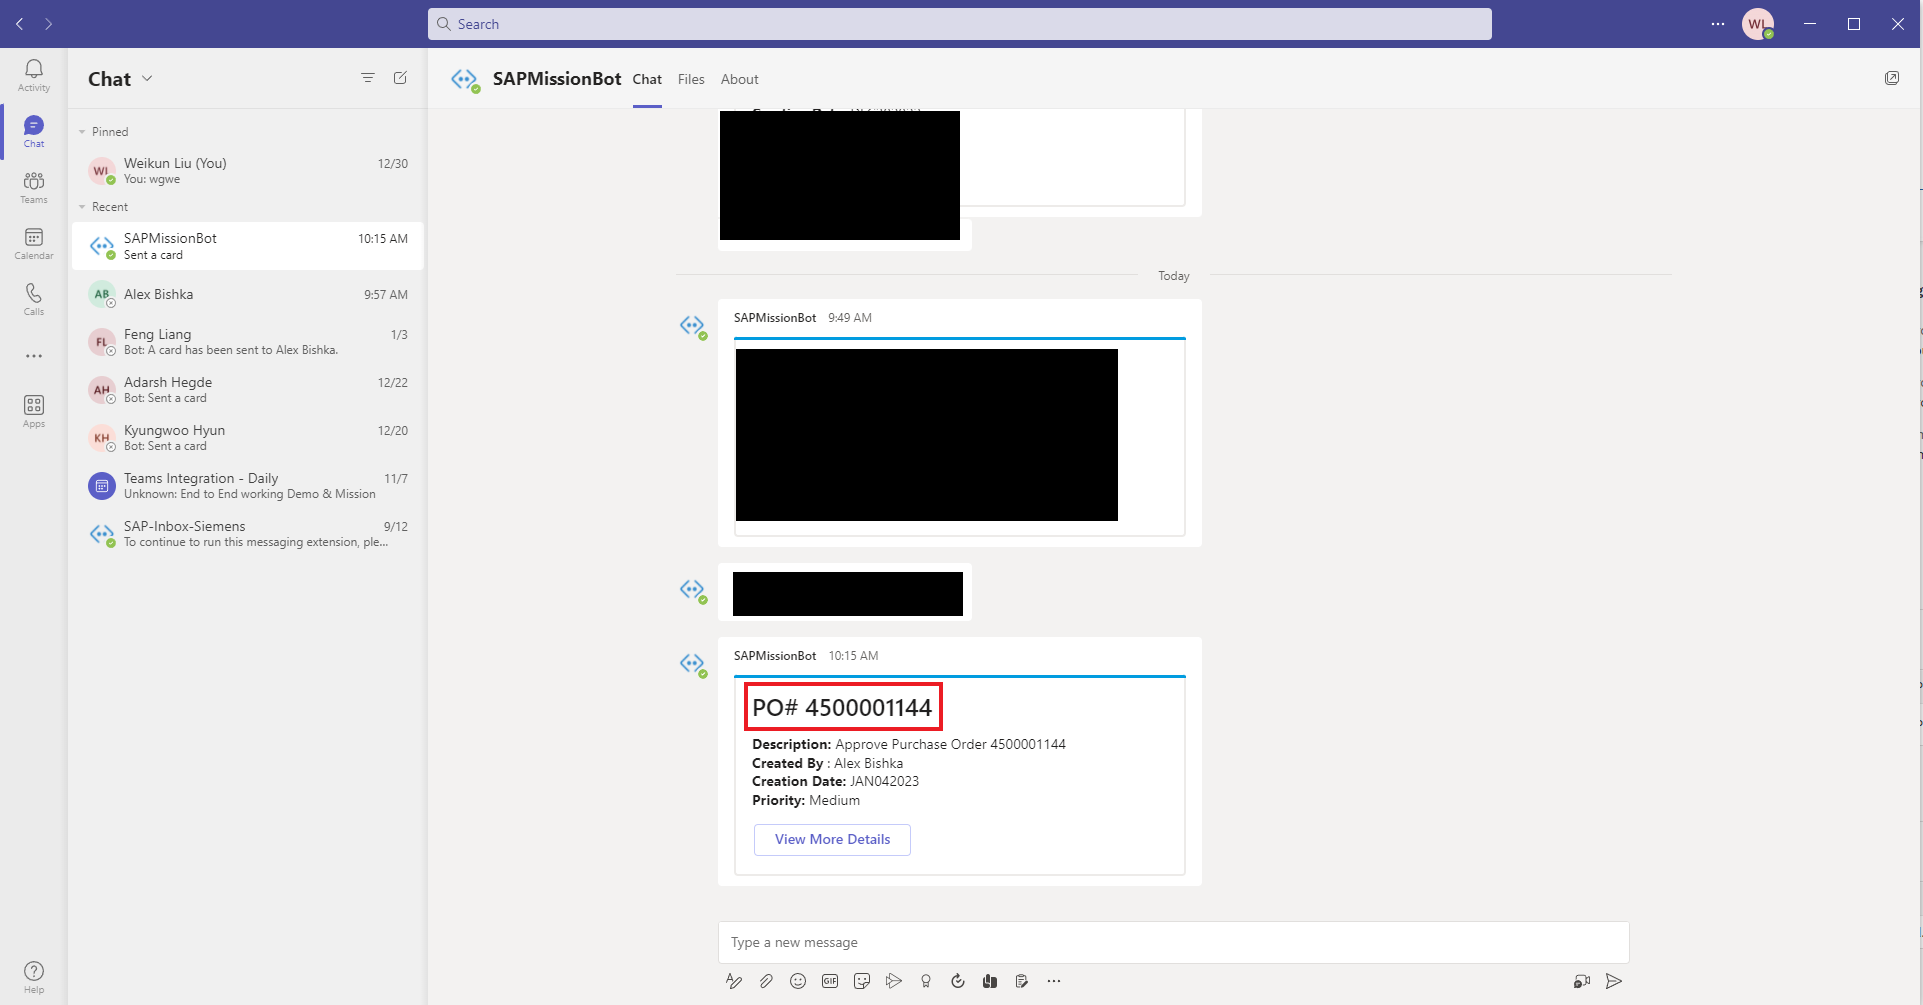 Search
WL
Activity
Chat
Teams
Calendar
Calls
Apps
Help
Chat
Pinned
WL
Weikun Liu (You)
12/30
You: wgwe
Recent
SAPMissionBot
10:15 AM
Sent a card
AB
Alex Bishka
9:57 AM
FL
Feng Liang
1/3
Bot: A card has been sent to Alex Bishka.
AH
Adarsh Hegde
12/22
Bot: Sent a card
KH
Kyungwoo Hyun
12/20
Bot: Sent a card
Teams Integration - Daily
11/7
Unknown: End to End working Demo & Mission
SAP-Inbox-Siemens
9/12
To continue to run this messaging extension, ple...
SAPMissionBot Chat Files About
Today
SAPMissionBot 9:49 AM
SAPMissionBot 10:15 AM
PO# 4500001144
Description: Approve Purchase Order 4500001144
Created By : Alex Bishka
Creation Date: JAN042023
Priority: Medium
View More Details
Type a new message
GIF